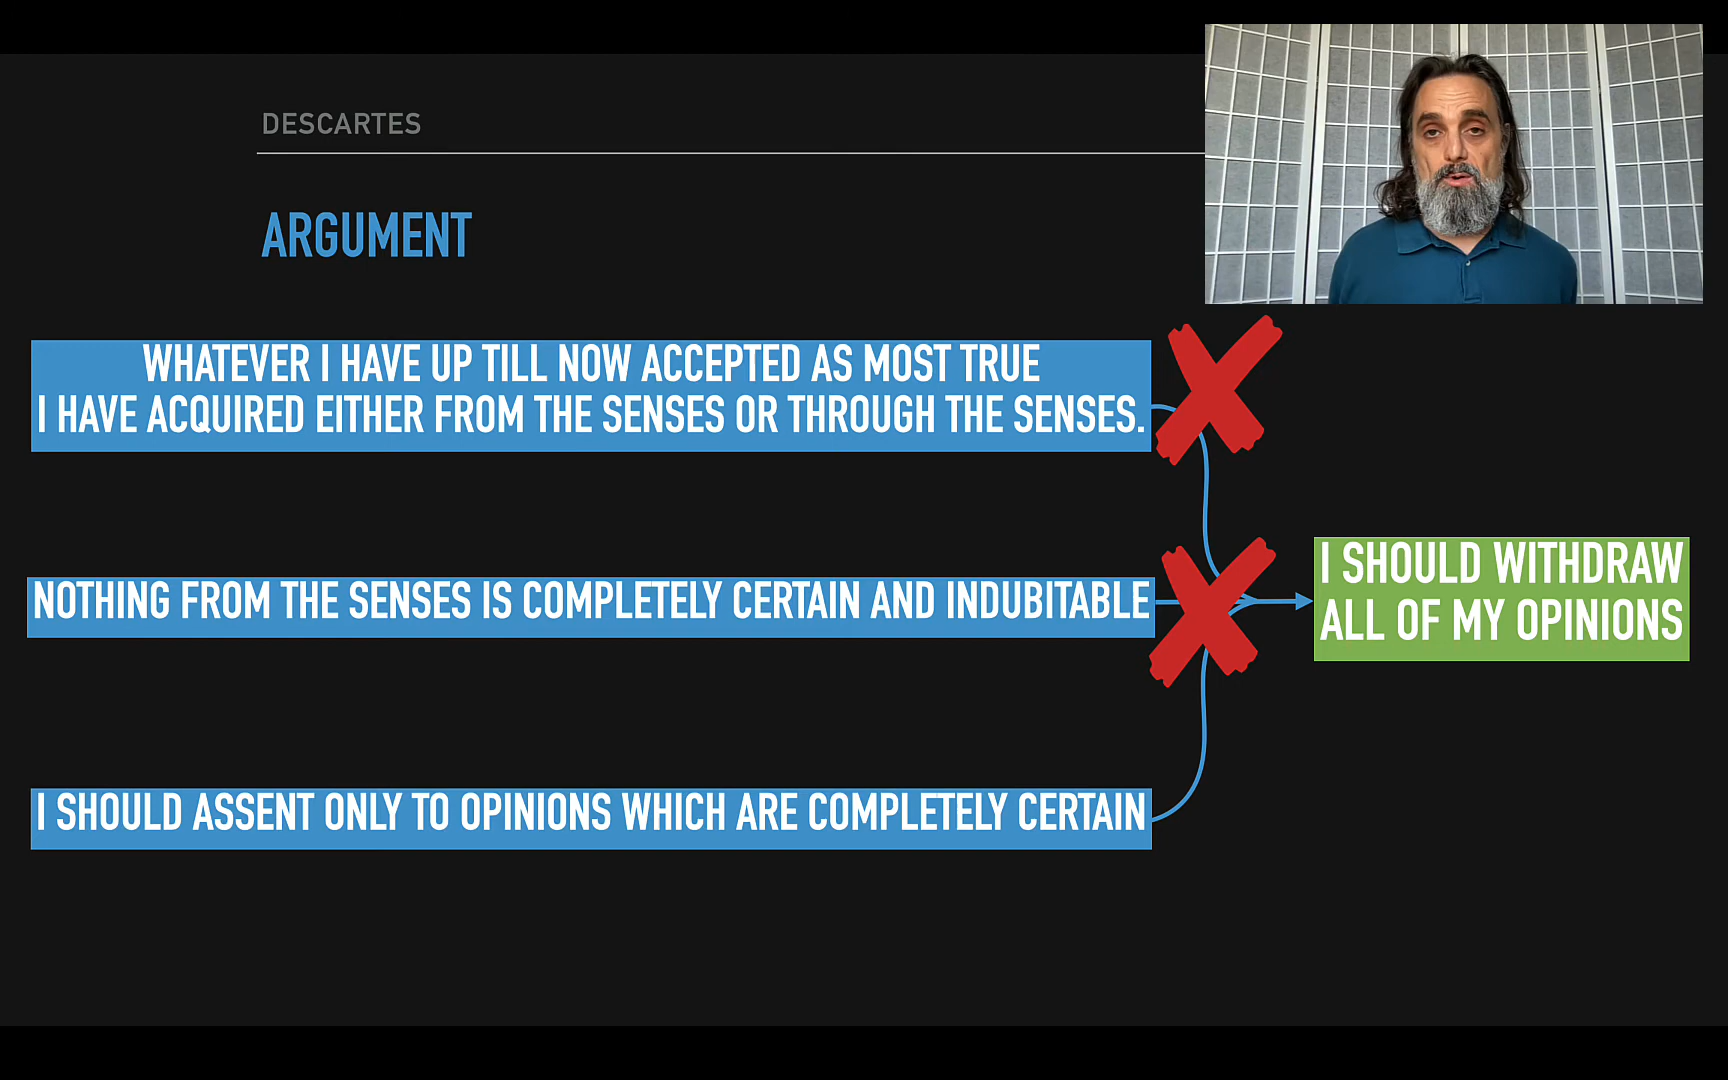 DESCARTES
ARGUMENT
WHATEVER I HAVE UP TILL NOW ACCEPTED AS MOST TRUE
I HAVE ACQUIRED EITHER FROM THE SENSES OR THROUGH THE SENSES.
NOTHING FROM THE SENSES IS COMPLETELY CERTAIN AND INDUBITABLE
I SHOULD WITHDRAW
ALL OF MY OPINIONS
I SHOULD ASSENT ONLY TO OPINIONS WHICH ARE COMPLETELY CERTAIN